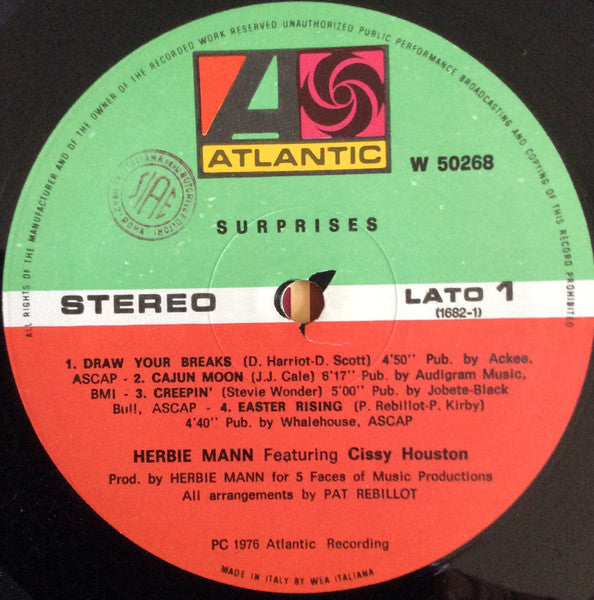 ALL RIGHTS OF THE MANUFACTURER AND OF THE OWNER OF THE RECORDED WORK RESERVED UNAUTHORIZED PUBLIC PERFORMANCE BROADCASTING AND COPYING OF THIS RECORD PROHIBITED
A
ATLANTIC
W 50268
SIAE
SURPRISES
STEREO
LATO 1
(1682-1)
1. DRAW YOUR BREAKS (D. Harriot-D. Scott) 4'50'' Pub. by Ackee,
ASCAP - 2. CAJUN MOON (J.J. Cale) 6'17'' Pub. by Audigram Music,
BMI - 3. CREEPIN' (Stevie Wonder) 5'00'' Pub. by Jobete-Black
Bull, ASCAP - 4. EASTER RISING (P. Rebillot-P. Kirby)
4'40'' Pub. by Whalehouse, ASCAP
HERBIE MANN Featuring Cissy Houston
Prod. by HERBIE MANN for 5 Faces of Music Productions
All arrangements by PAT REBILLOT
PC 1976 Atlantic Recording
MADE IN ITALY BY WEA ITALIANA